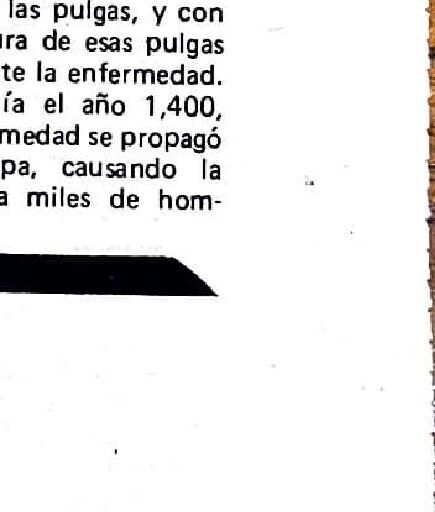 las pulgas, y con
ura de esas pulgas
te la enfermedad.
ía el año 1,400,
medad se propagó
pa, causando la
a miles de hom-